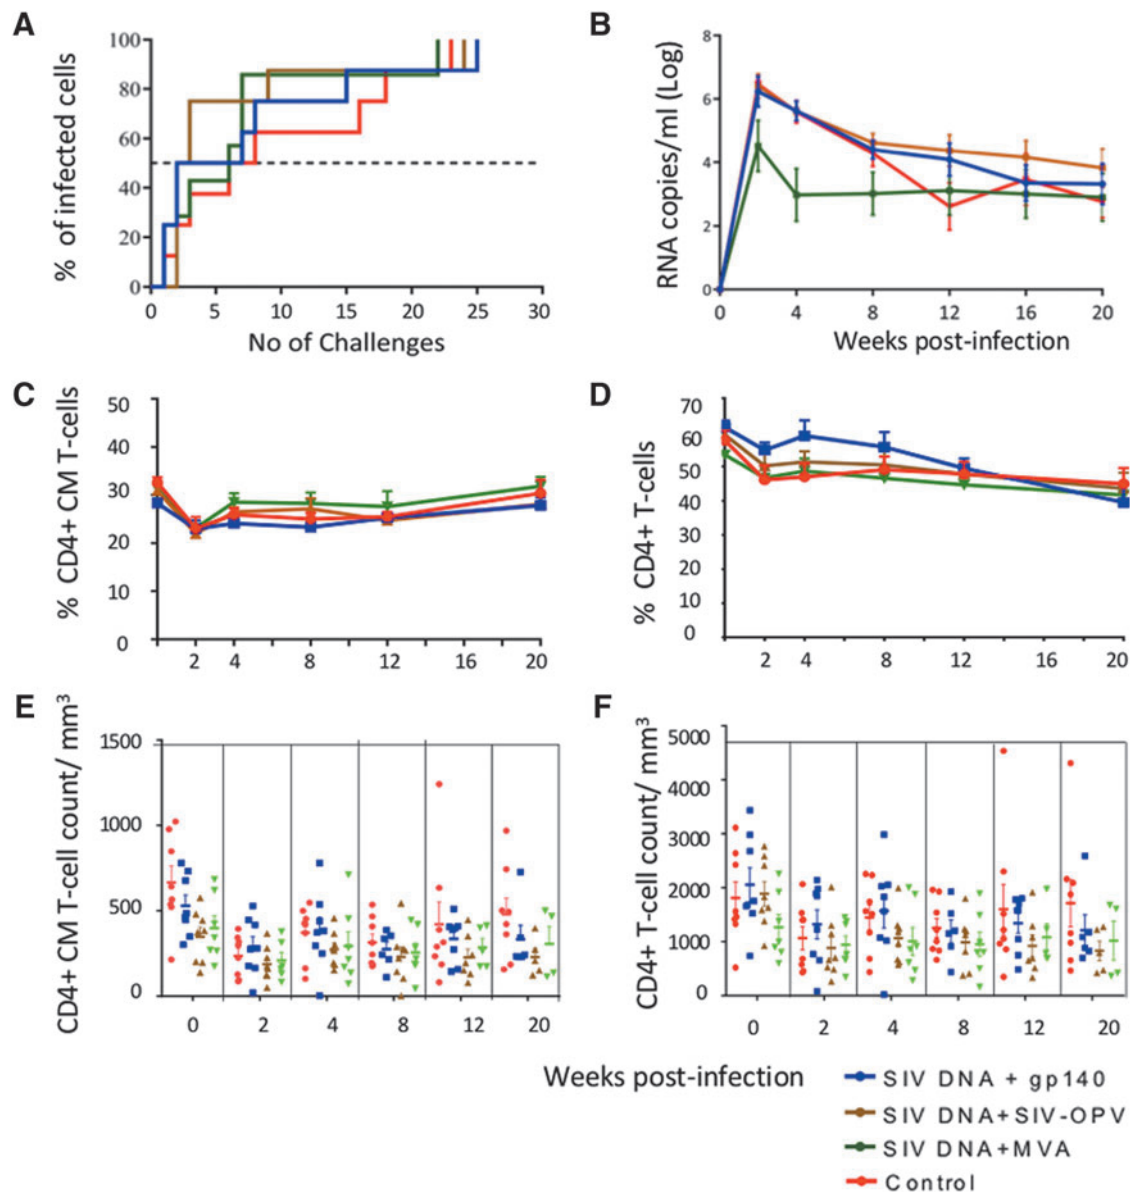 A
% of infected cells
100
80
60
40
20
0
0 5 10 15 20 25 30
No of Challenges
B
RNA copies/ml (Log)
8
6
4
2
0
0 4 8 12 16 20
Weeks post-infection
C
% CD4+ CM T-cells
50
40
30
20
10
0
2 4 8 12 16 20
D
% CD4+ T-cells
70
60
50
40
30
20
10
0
2 4 8 12 16 20
E
CD4+ CM T-cell count/ mm³
1500
1000
500
0
0 2 4 8 12 20
F
CD4+ T-cell count/ mm³
5000
4000
3000
2000
1000
0
0 2 4 8 12 20
Weeks post-infection
SIV DNA + gp140
SIV DNA+SIV-OPV
SIV DNA+MVA
Control